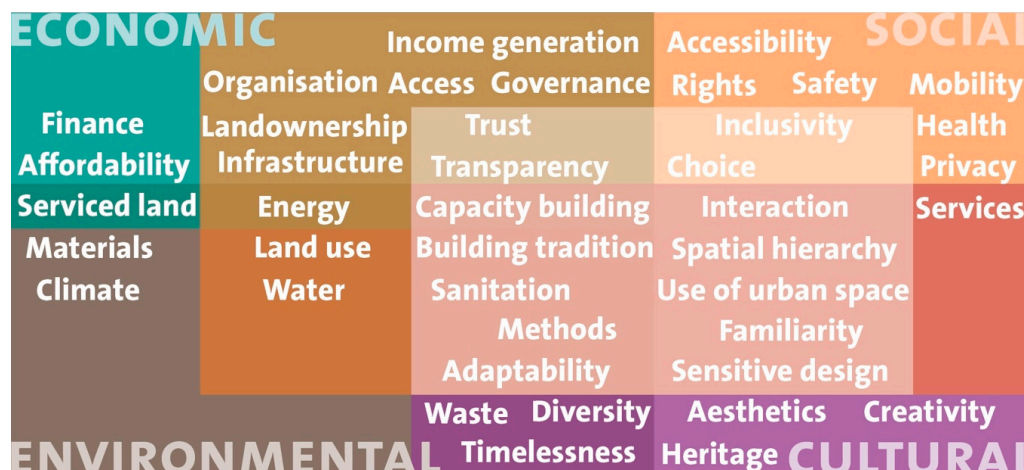 ECONOMIC
SOCIAL
Income generation
Accessibility
Organisation
Access
Governance
Rights
Safety
Mobility
Finance
Landownership
Trust
Inclusivity
Health
Affordability
Infrastructure
Transparency
Choice
Privacy
Serviced land
Energy
Capacity building
Interaction
Services
Materials
Land use
Building tradition
Spatial hierarchy
Climate
Water
Sanitation
Use of urban space
Methods
Familiarity
Adaptability
Sensitive design
Waste
Diversity
Aesthetics
Creativity
ENVIRONMENTAL
Timelessness
Heritage
CULTURAL